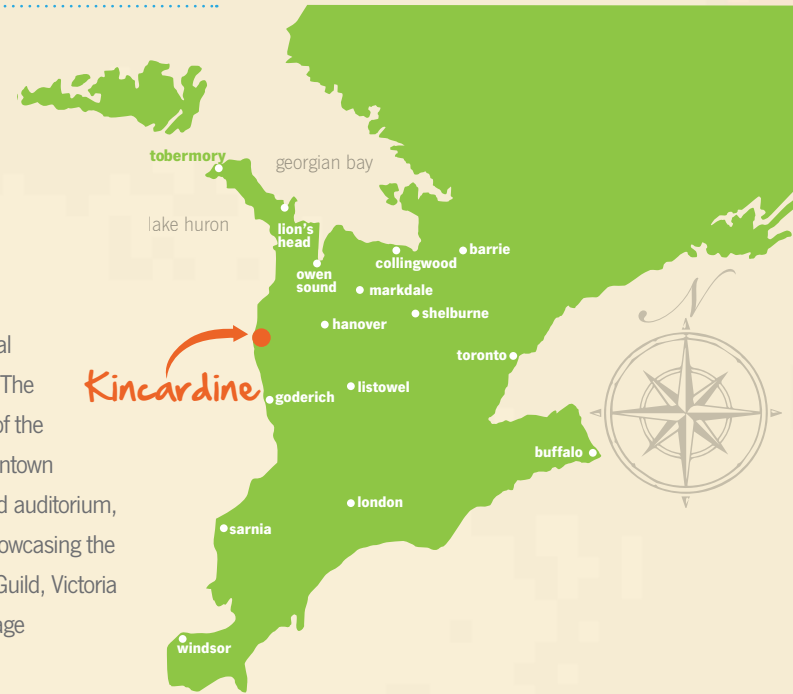 tobermory
georgian bay
lake huron
lion's
head
barrie
collingwood
owen
sound
markdale
shelburne
hanover
toronto
Kincardine
listowel
goderich
buffalo
london
sarnia
windsor
N
al
The
of the
ntown
d auditorium,
owcasing the
Guild, Victoria
age